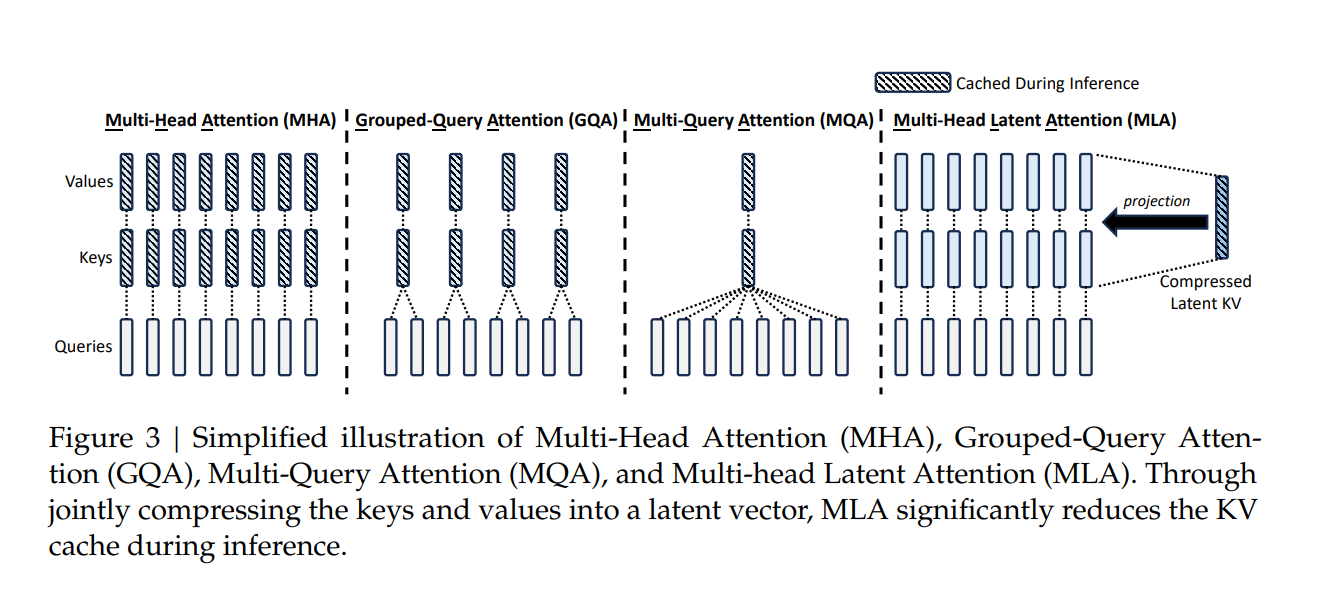 Cached During Inference
Multi-Head Attention (MHA)
Grouped-Query Attention (GQA)
Multi-Query Attention (MQA)
Multi-Head Latent Attention (MLA)
Values
Keys
Queries
projection
Compressed
Latent KV
Figure 3 | Simplified illustration of Multi-Head Attention (MHA), Grouped-Query Atten-
tion (GQA), Multi-Query Attention (MQA), and Multi-head Latent Attention (MLA). Through
jointly compressing the keys and values into a latent vector, MLA significantly reduces the KV
cache during inference.